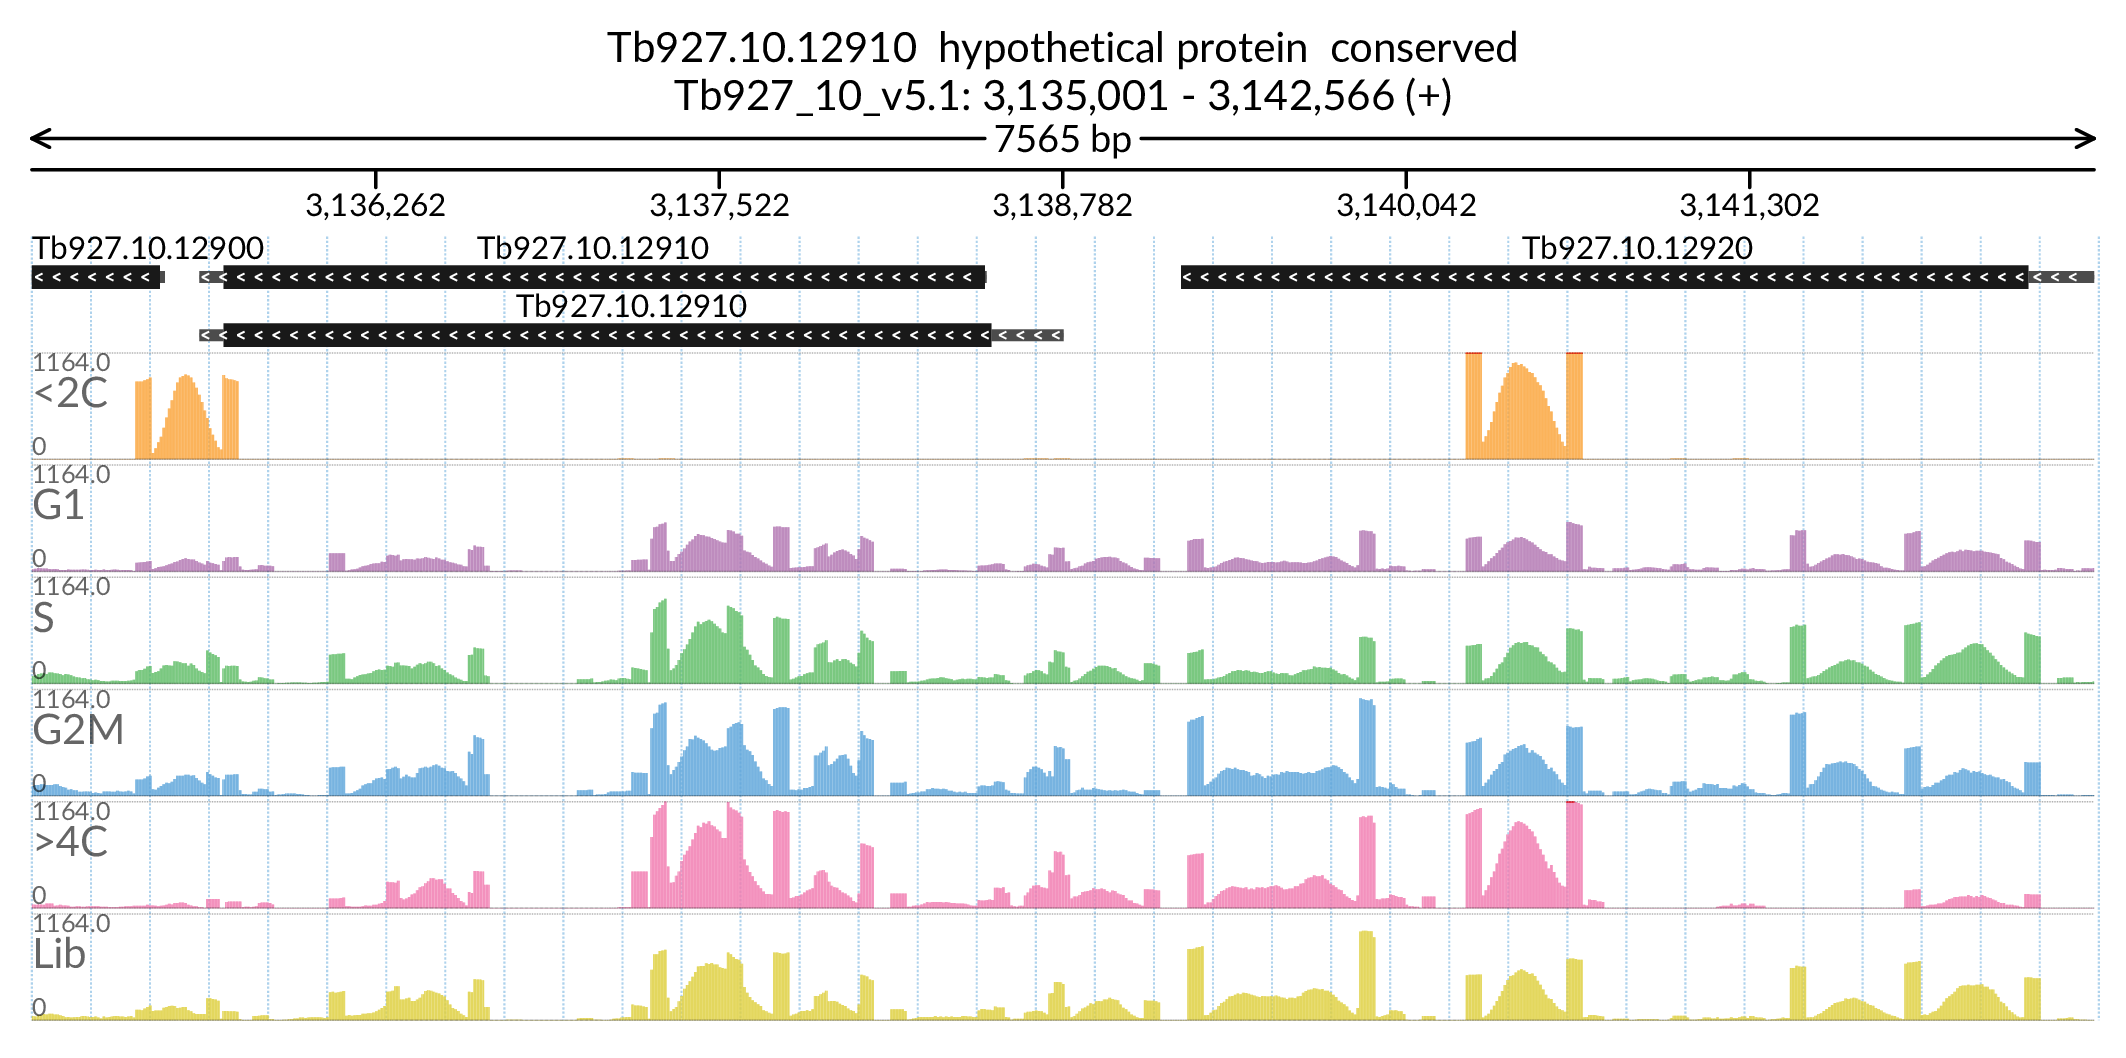 Tb927.10.12910  hypothetical protein  conserved
Tb927_10_v5.1: 3,135,001 - 3,142,566 (+)
7565 bp
3,136,262 3,137,522 3,138,782 3,140,042 3,141,302
Tb927.10.12900 Tb927.10.12910 Tb927.10.12920
Tb927.10.12910
1164.0
<2C
0
1164.0
G1
0
1164.0
S
0
1164.0
G2M
0
1164.0
>4C
0
1164.0
Lib
0